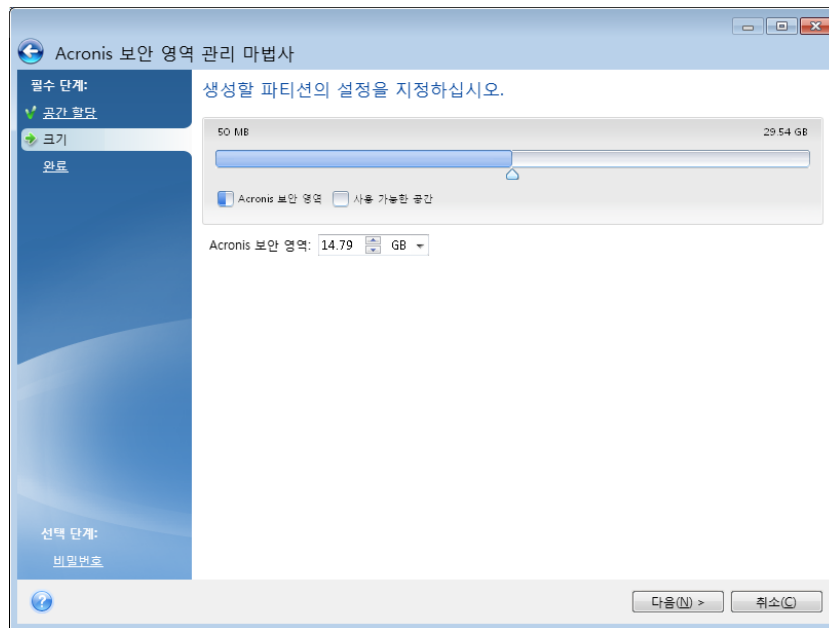 Acronis 보안 영역 관리 마법사
필수 단계:
공간 할당
크기
완료
생성할 파티션의 설정을 지정하십시오.
50 MB 29.54 GB
Acronis 보안 영역 사용 가능한 공간
Acronis 보안 영역: 14.79 GB
선택 단계:
비밀번호
다음(N) > 취소(C)